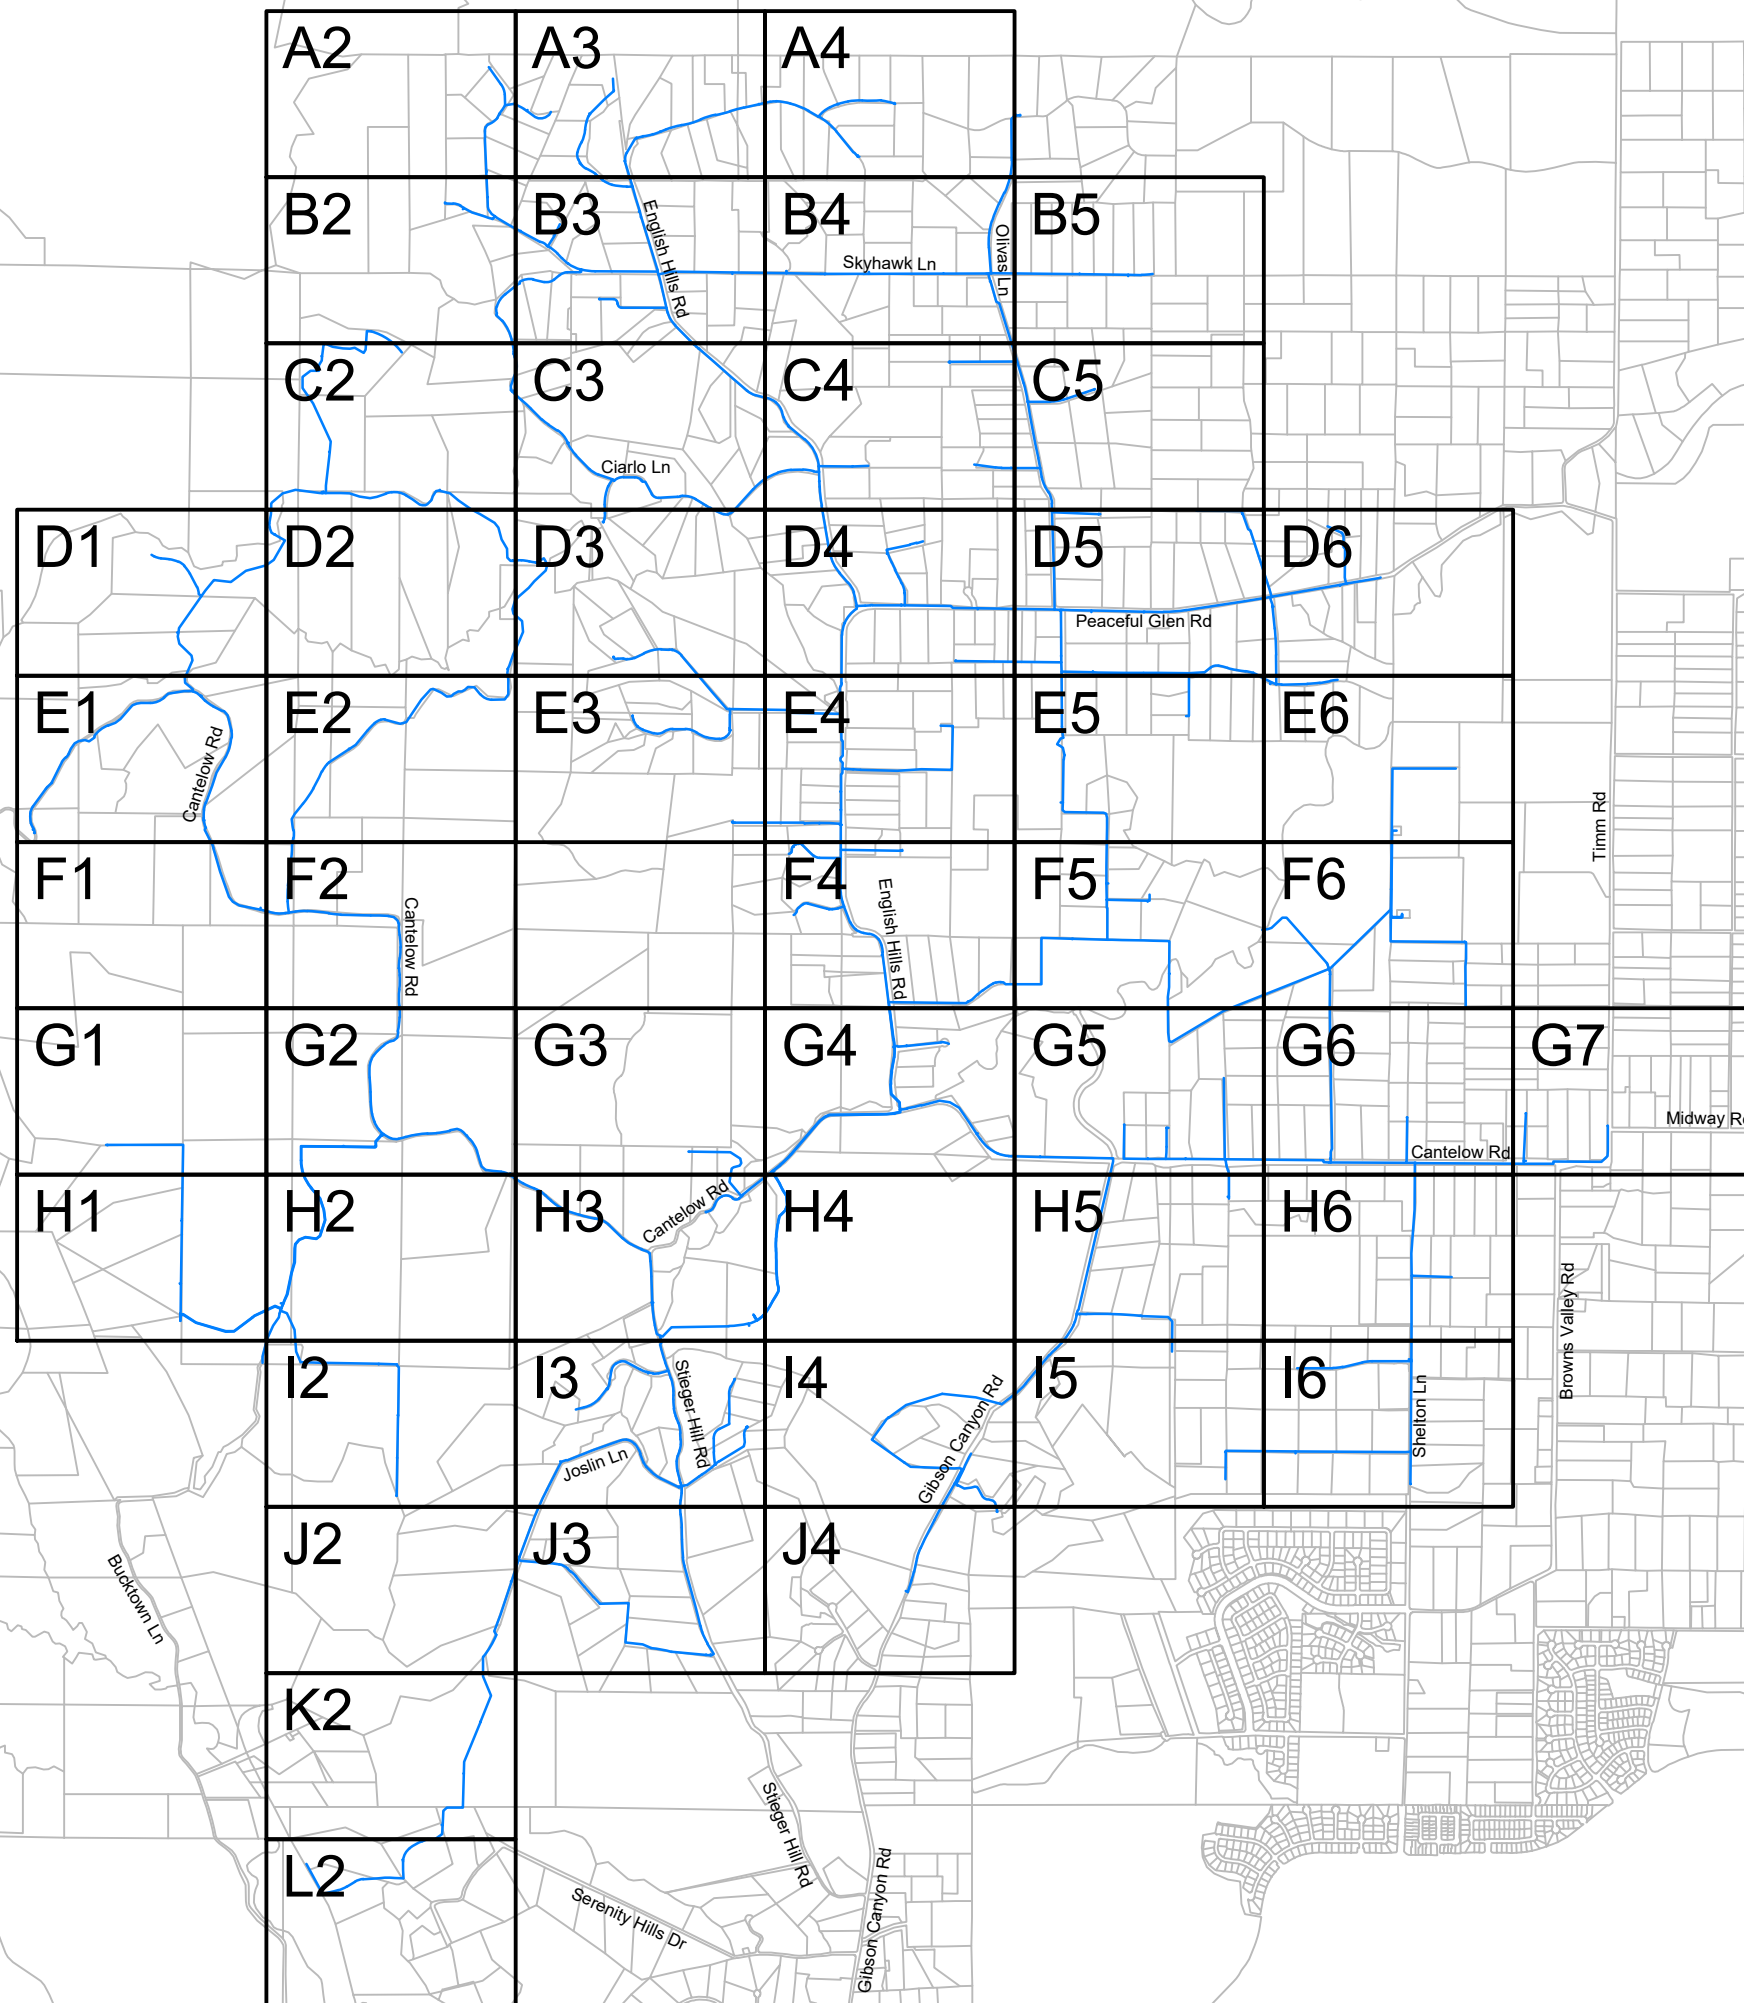 A2
A3
A4
B2
B3
B4
B5
English Hills Rd
Skyhawk Ln
Olivas Ln
C2
C3
C4
C5
Ciarlo Ln
D1
D2
D3
D4
D5
D6
Peaceful Glen Rd
E1
E2
E3
E4
E5
E6
Cantelow Rd
Timm Rd
F1
F2
F4
F5
F6
Cantelow Rd
English Hills Rd
G1
G2
G3
G4
G5
G6
G7
Midway R
Cantelow Rd
H1
H2
H3
H4
H5
H6
Cantelow Rd
Browns Valley Rd
I2
I3
I4
I5
I6
Stieger Hill Rd
Joslin Ln
Gibson Canyon Rd
Shelton Ln
J2
J3
J4
Bucktown Ln
K2
Stieger Hill Rd
L2
Serenity Hills Dr
Gibson Canyon Rd